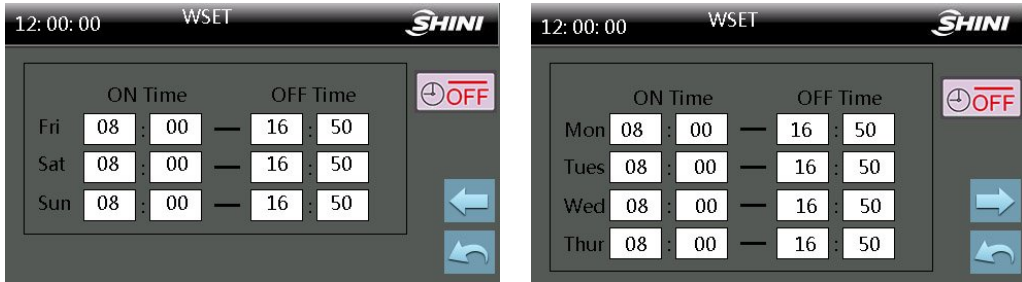 12: 00: 00 WSET SHINI
ON Time OFF Time OFF
Fri 08 : 00 — 16 : 50
Sat 08 : 00 — 16 : 50
Sun 08 : 00 — 16 : 50
12: 00: 00 WSET SHINI
ON Time OFF Time OFF
Mon 08 : 00 — 16 : 50
Tues 08 : 00 — 16 : 50
Wed 08 : 00 — 16 : 50
Thur 08 : 00 — 16 : 50